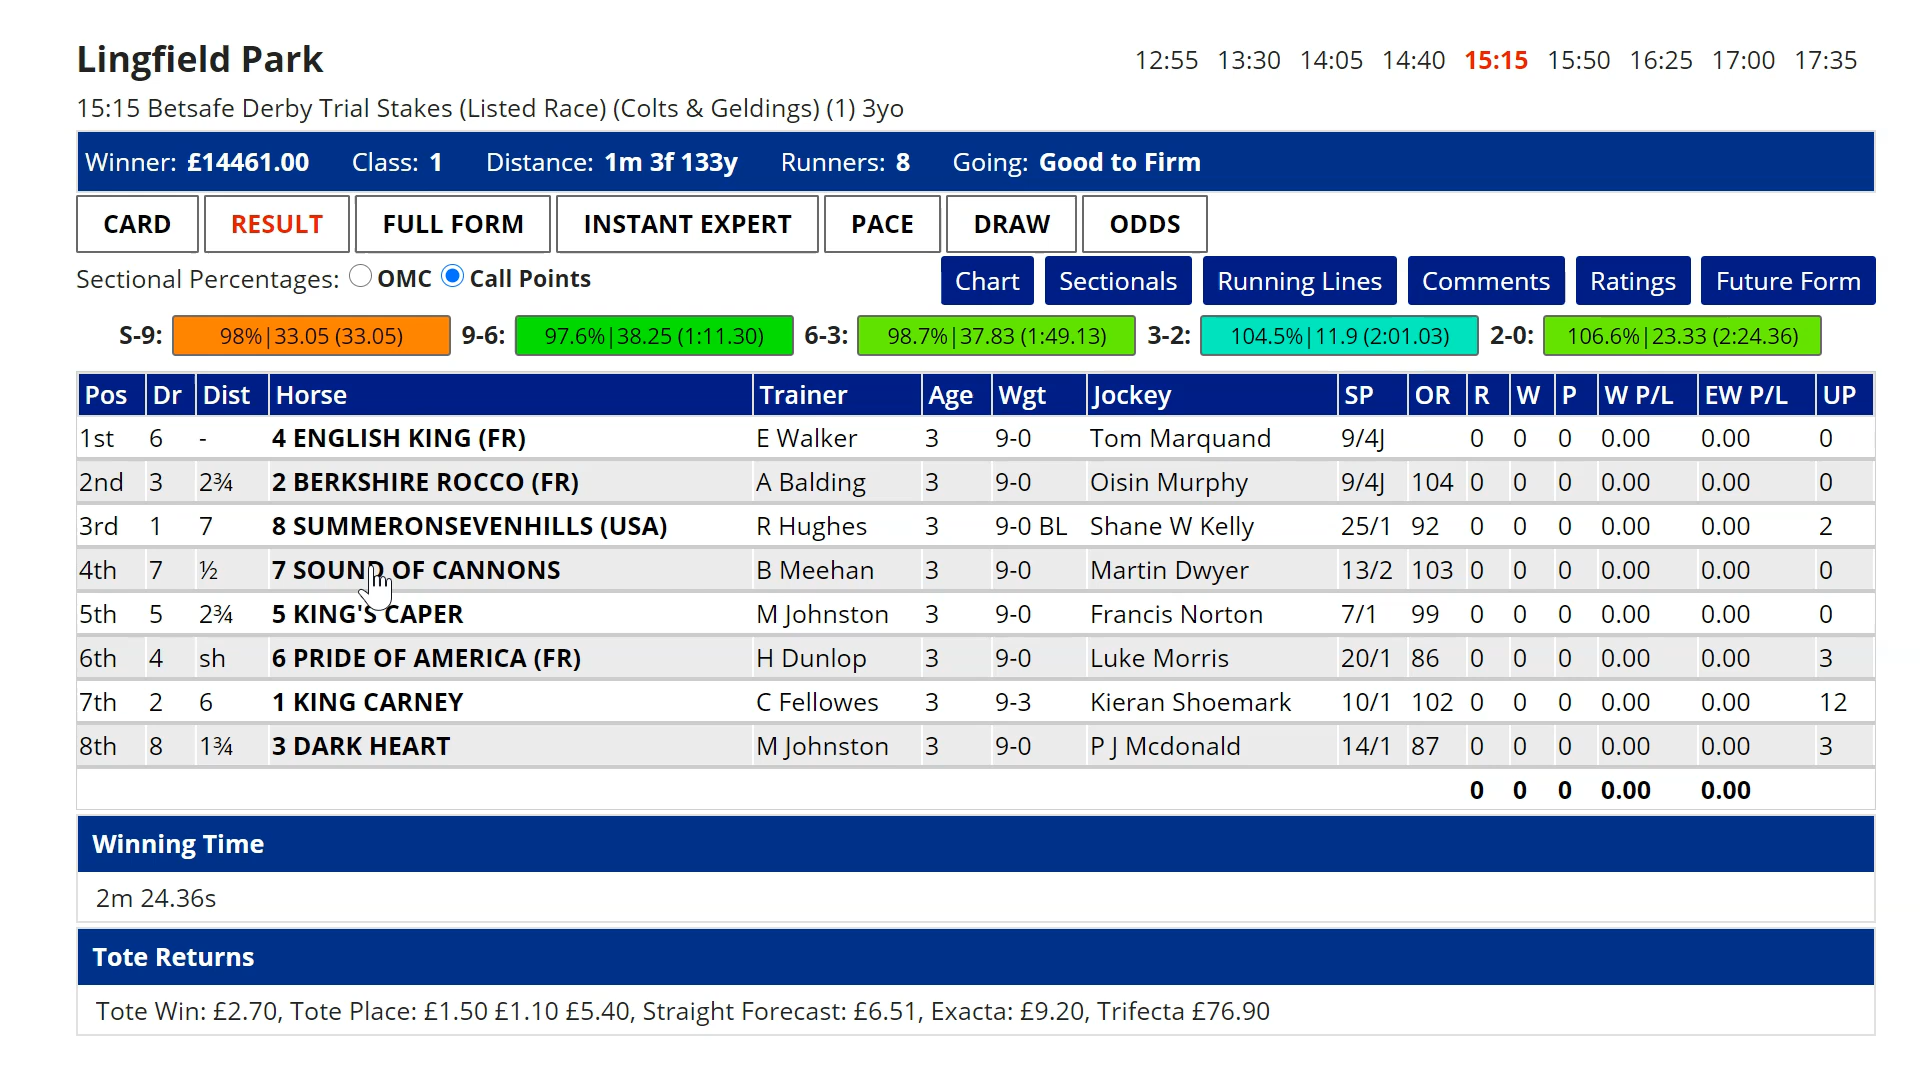 Lingfield Park
12:55 13:30 14:05 14:40 15:15 15:50 16:25 17:00 17:35
15:15 Betsafe Derby Trial Stakes (Listed Race) (Colts & Geldings) (1) 3yo
Winner: £14461.00 Class: 1 Distance: 1m 3f 133y Runners: 8 Going: Good to Firm
CARD RESULT FULL FORM INSTANT EXPERT PACE DRAW ODDS
Sectional Percentages: OMC Call Points Chart Sectionals Running Lines Comments Ratings Future Form
S-9: 98%|33.05 (33.05) 9-6: 97.6%|38.25 (1:11.30) 6-3: 98.7%|37.83 (1:49.13) 3-2: 104.5%|11.9 (2:01.03) 2-0: 106.6%|23.33 (2:24.36)
Pos Dr Dist Horse Trainer Age Wgt Jockey SP OR R W P W P/L EW P/L UP
1st 6 - 4 ENGLISH KING (FR) E Walker 3 9-0 Tom Marquand 9/4J 0 0 0 0.00 0.00 0
2nd 3 2¾ 2 BERKSHIRE ROCCO (FR) A Balding 3 9-0 Oisin Murphy 9/4J 104 0 0 0 0.00 0.00 0
3rd 1 7 8 SUMMERONSEVENHILLS (USA) R Hughes 3 9-0 BL Shane W Kelly 25/1 92 0 0 0 0.00 0.00 2
4th 7 ½ 7 SOUND OF CANNONS B Meehan 3 9-0 Martin Dwyer 13/2 103 0 0 0 0.00 0.00 0
5th 5 2¾ 5 KING'S CAPER M Johnston 3 9-0 Francis Norton 7/1 99 0 0 0 0.00 0.00 0
6th 4 sh 6 PRIDE OF AMERICA (FR) H Dunlop 3 9-0 Luke Morris 20/1 86 0 0 0 0.00 0.00 3
7th 2 6 1 KING CARNEY C Fellowes 3 9-3 Kieran Shoemark 10/1 102 0 0 0 0.00 0.00 12
8th 8 1¾ 3 DARK HEART M Johnston 3 9-0 P J Mcdonald 14/1 87 0 0 0 0.00 0.00 3
0 0 0 0.00 0.00
Winning Time
2m 24.36s
Tote Returns
Tote Win: £2.70, Tote Place: £1.50 £1.10 £5.40, Straight Forecast: £6.51, Exacta: £9.20, Trifecta £76.90